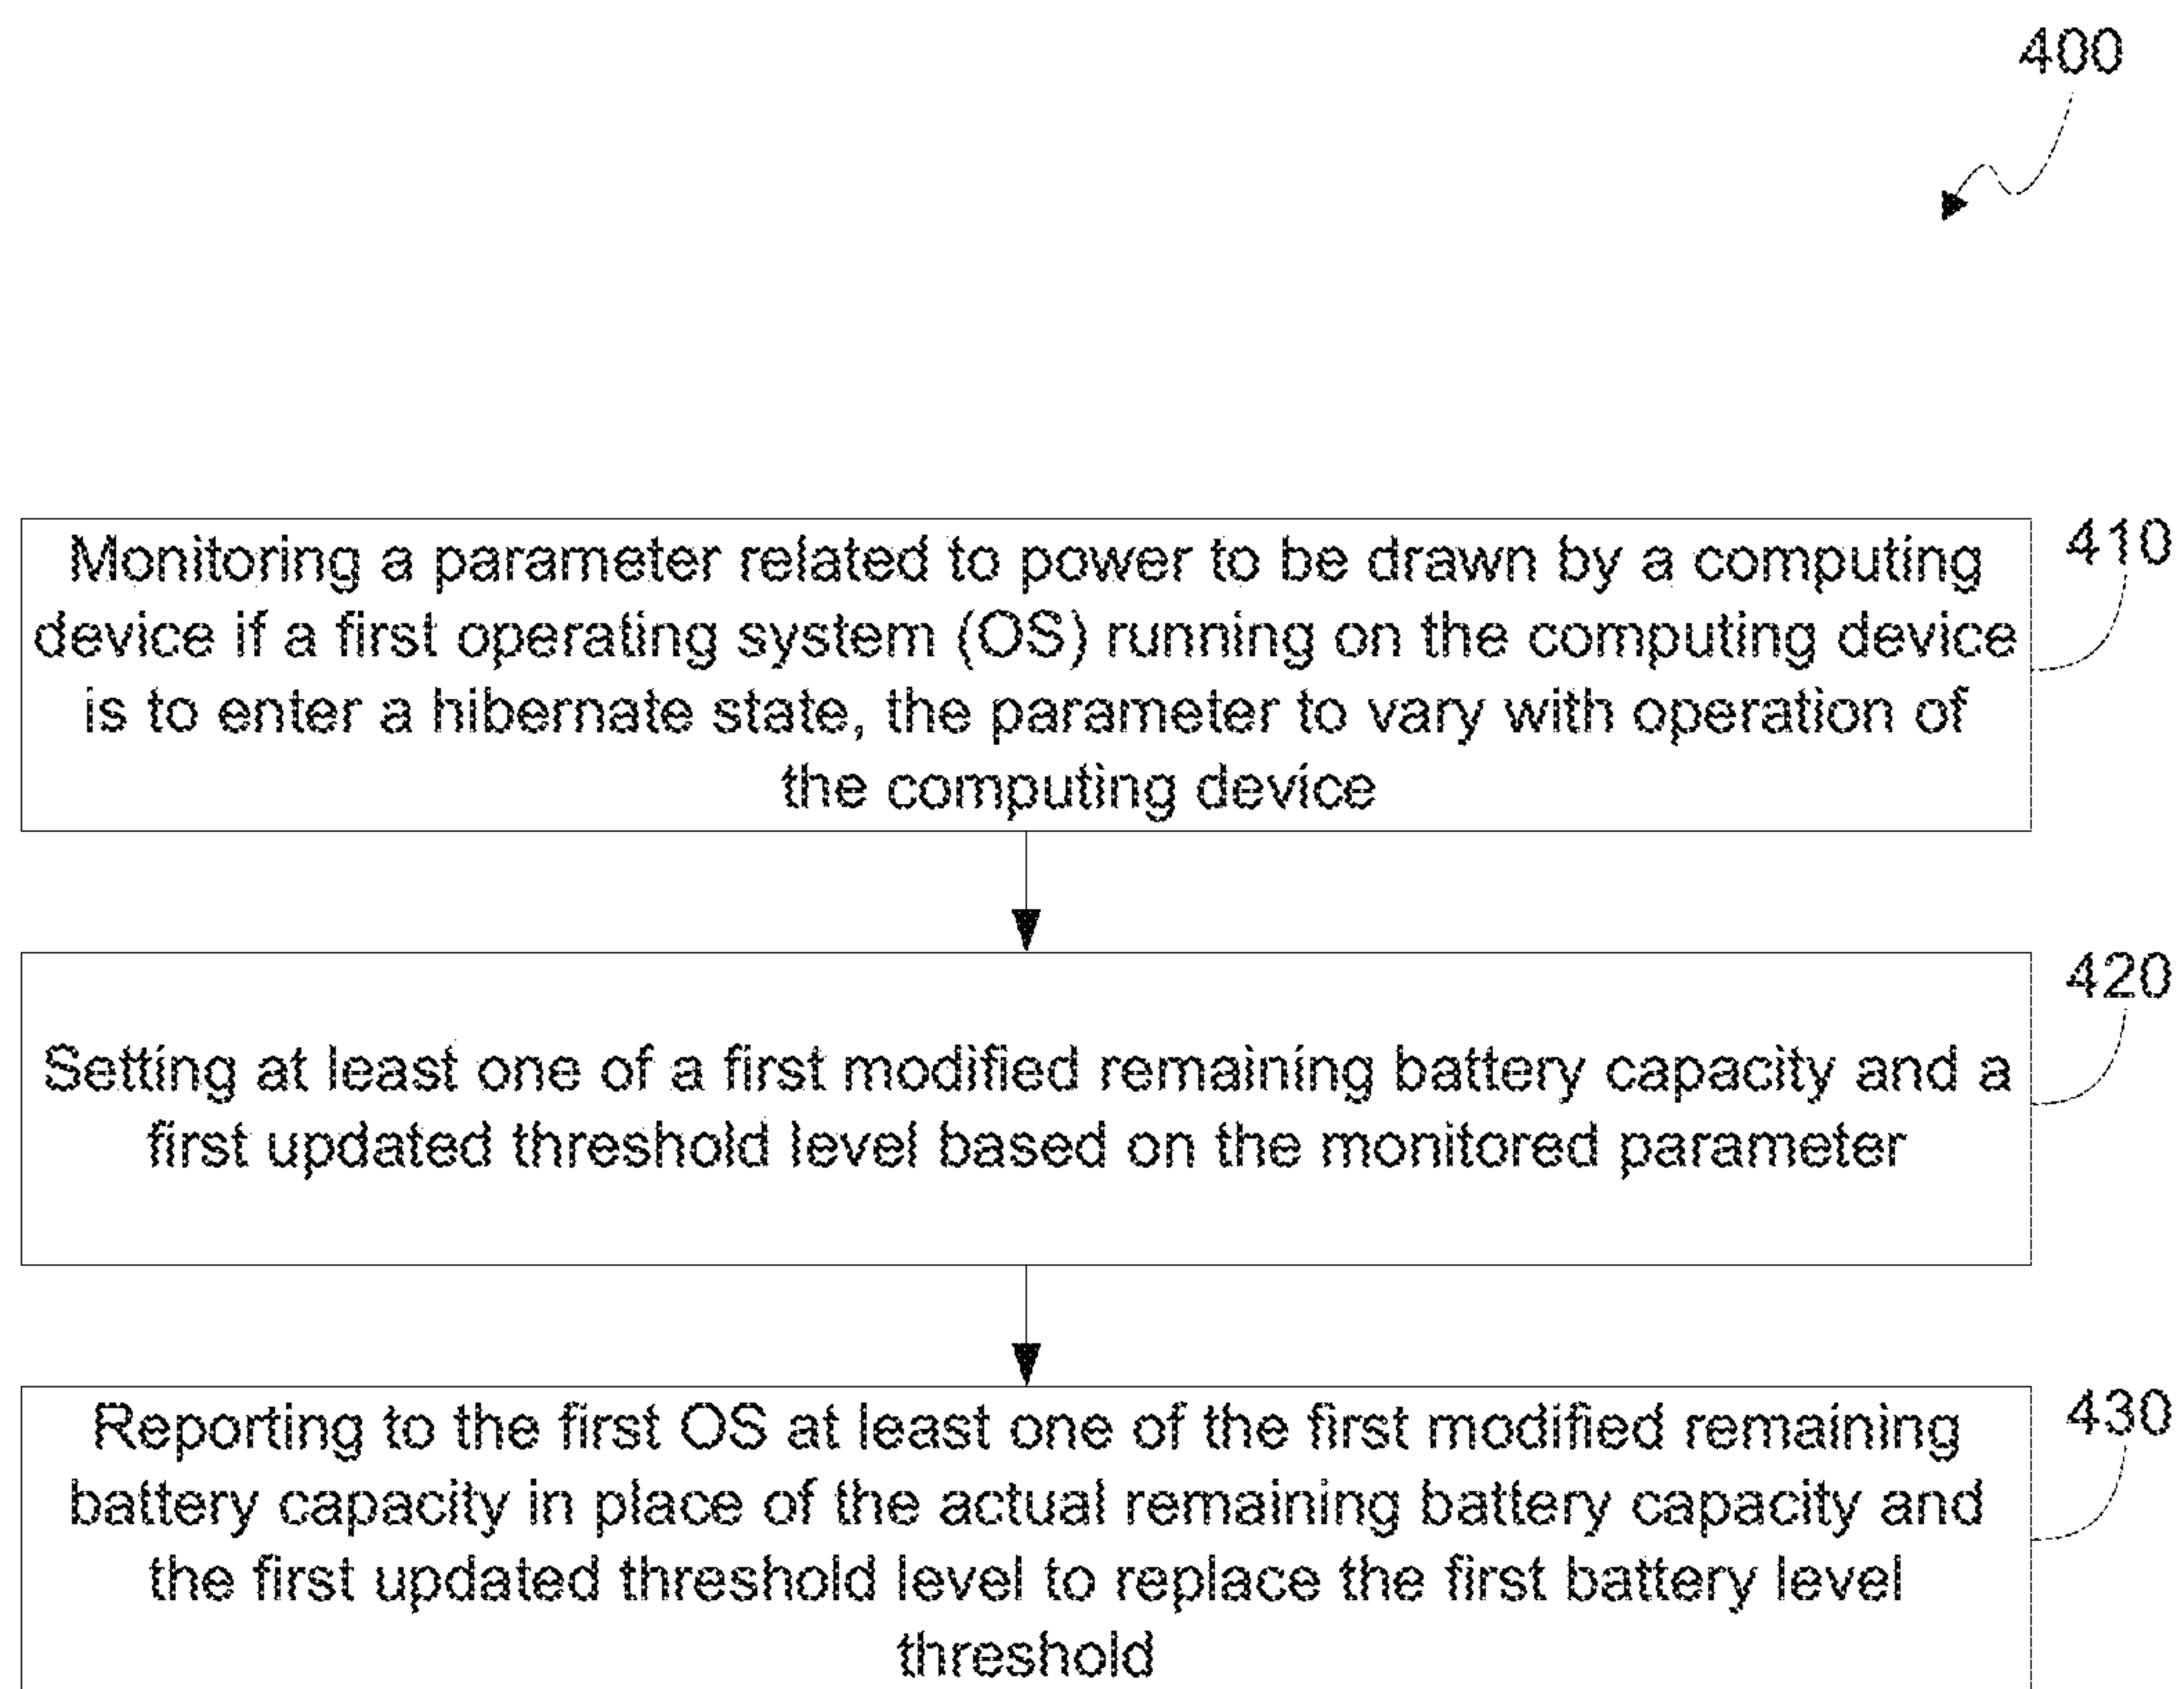 400
Monitoring a parameter related to power to be drawn by a computing
device if a first operating system (OS) running on the computing device
is to enter a hibernate state, the parameter to vary with operation of
the computing device
410
Setting at least one of a first modified remaining battery capacity and a
first updated threshold level based on the monitored parameter
420
Reporting to the first OS at least one of the first modified remaining
battery capacity in place of the actual remaining battery capacity and
the first updated threshold level to replace the first battery level
threshold
430